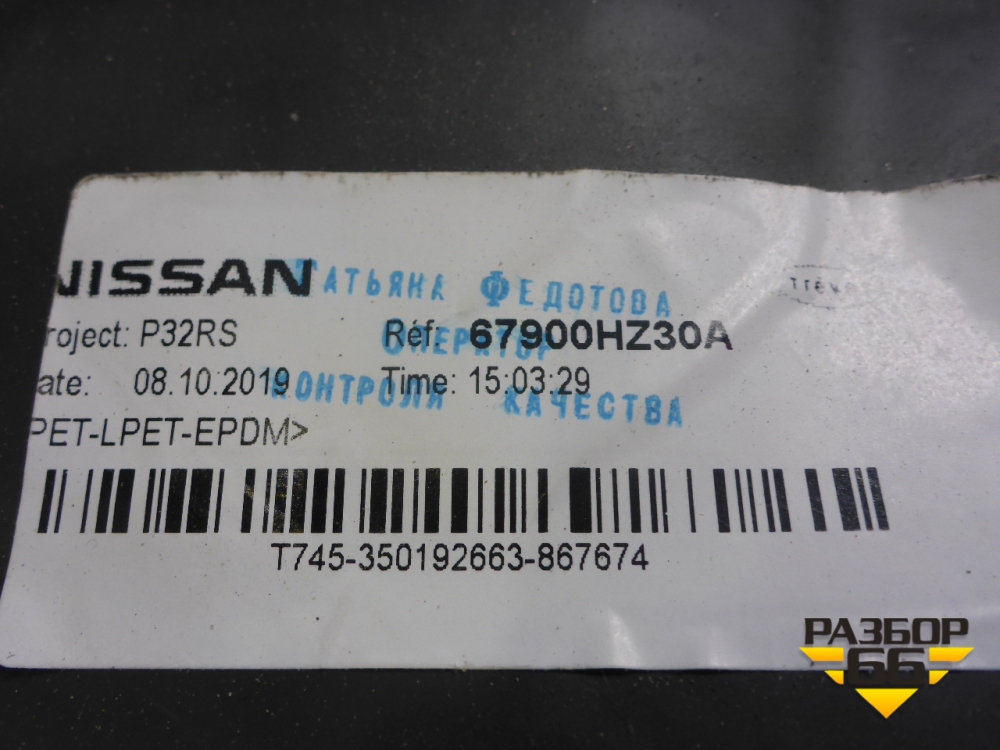 NISSAN
Татьяна Федотова
roject: P32RS
Réf: 67900HZ30A
Оператор
ate: 08.10.2019 Time: 15:03:29
контроля качества
PET-LPET-EPDM>
T745-350192663-867674
РАЗБОР
66